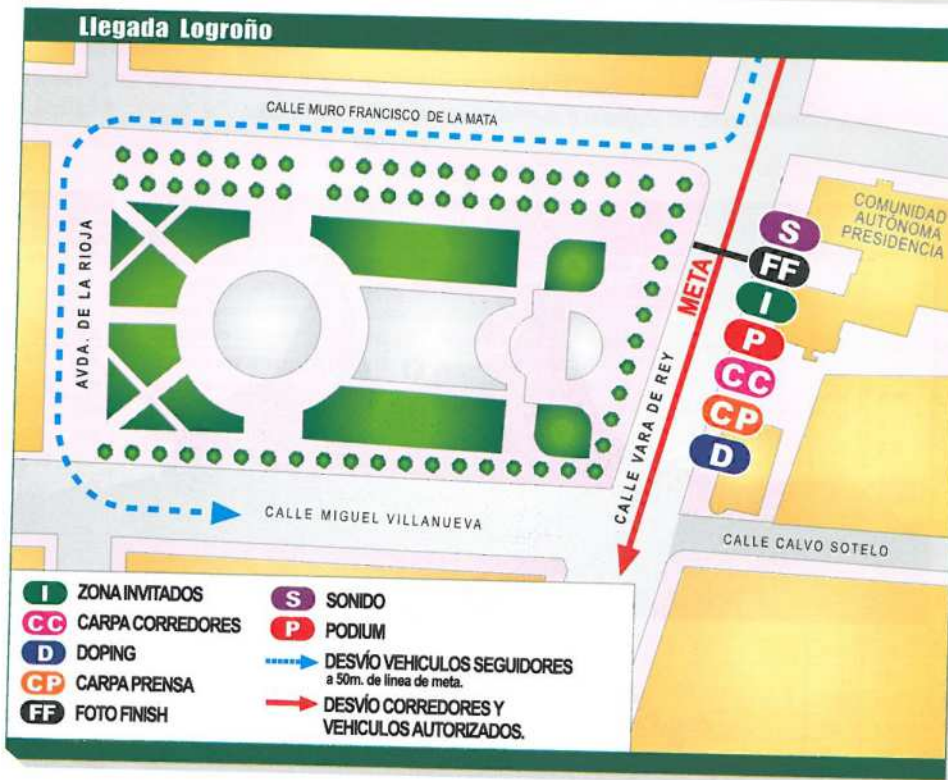 Llegada Logroño
CALLE MURO FRANCISCO DE LA MATA
AVDA. DE LA RIOJA
COMUNIDAD
AUTÓNOMA
PRESIDENCIA
S
FF
META
I
P
CC
CP
D
CALLE VARA DE REY
CALLE MIGUEL VILLANUEVA
CALLE CALVO SOTELO
I ZONA INVITADOS
CC CARPA CORREDORES
D DOPING
CP CARPA PRENSA
FF FOTO FINISH
S SONIDO
P PODIUM
DESVÍO VEHICULOS SEGUIDORES
a 50m. de linea de meta.
DESVÍO CORREDORES Y
VEHICULOS AUTORIZADOS.